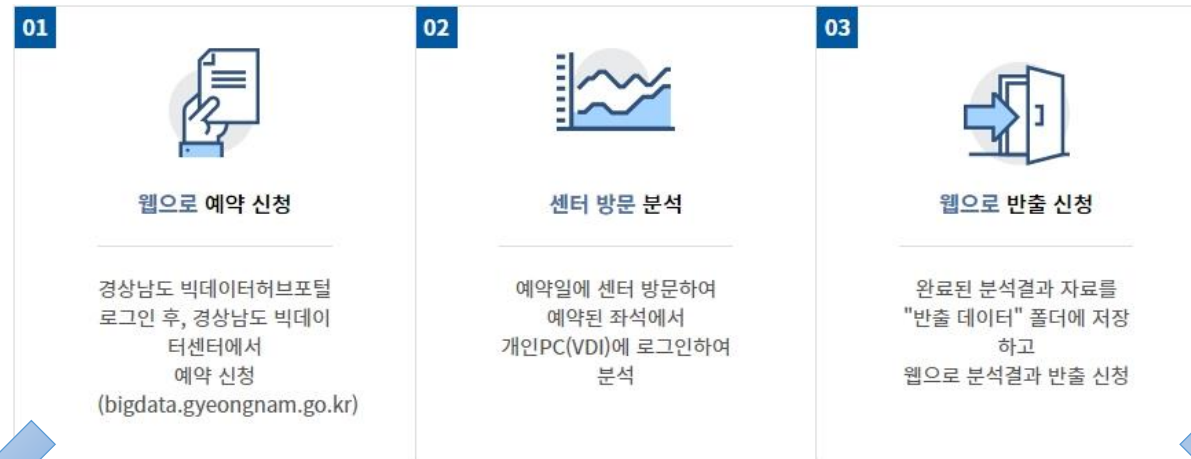 01
웹으로 예약 신청
경상남도 빅데이터허브포털
로그인 후, 경상남도 빅데이
터센터에서
예약 신청
(bigdata.gyeongnam.go.kr)
02
센터 방문 분석
예약일에 센터 방문하여
예약된 좌석에서
개인PC(VDI)에 로그인하여
분석
03
웹으로 반출 신청
완료된 분석결과 자료를
"반출 데이터" 폴더에 저장
하고
웹으로 분석결과 반출 신청